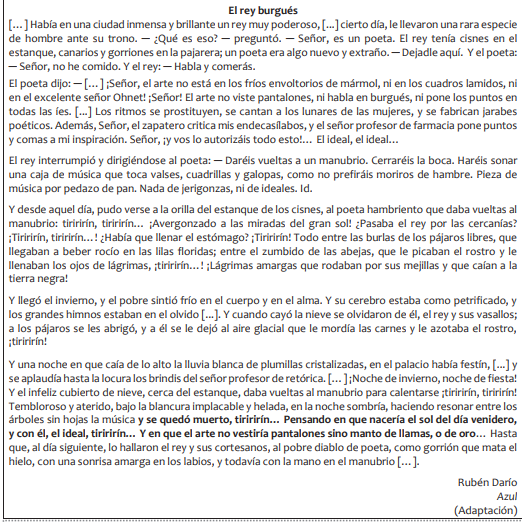 El rey burgués
[…] Había en una ciudad inmensa y brillante un rey muy poderoso, […] cierto día, le llevaron una rara especie
de hombre ante su trono. — ¿Qué es eso? — preguntó. — Señor, es un poeta. El rey tenía cisnes en el
estanque, canarios y gorriones en la pajarera; un poeta era algo nuevo y extraño. — Dejadle aquí. Y el poeta:
— Señor, no he comido. Y el rey: — Habla y comerás.
El poeta dijo: — […] ¡Señor, el arte no está en los fríos envoltorios de mármol, ni en los cuadros lamidos, ni
en el excelente señor Ohnet! ¡Señor! El arte no viste pantalones, ni habla en burgués, ni pone los puntos en
todas las íes. […] Los ritmos se prostituyen, se cantan a los lunares de las mujeres, y se fabrican jarabes
poéticos. Además, Señor, el zapatero critica mis endecasílabos, y el señor profesor de farmacia pone puntos
y comas a mi inspiración. Señor, ¡y vos lo autorizáis todo esto!... El ideal, el ideal…
El rey interrumpió y dirigiéndose al poeta: — Daréis vueltas a un manubrio. Cerraréis la boca. Haréis sonar
una caja de música que toca valses, cuadrillas y galopas, como no prefiráis moriros de hambre. Pieza de
música por pedazo de pan. Nada de jerigonzas, ni de ideales. Id.
Y desde aquel día, pudo verse a la orilla del estanque de los cisnes, al poeta hambriento que daba vueltas al
manubrio: tiririrín, tiririrín… ¡Avergonzado a las miradas del gran sol! ¿Pasaba el rey por las cercanías?
¡Tiririrín, tiririrín…! ¿Había que llenar el estómago? ¡Tiririrín! Todo entre las burlas de los pájaros libres, que
llegaban a beber rocío en las lilas floridas; entre el zumbido de las abejas, que le picaban el rostro y le
llenaban los ojos de lágrimas, ¡tiririrín…! ¡Lágrimas amargas que rodaban por sus mejillas y que caían a la
tierra negra!
Y llegó el invierno, y el pobre sintió frío en el cuerpo y en el alma. Y su cerebro estaba como petrificado, y
los grandes himnos estaban en el olvido [...]. Y cuando cayó la nieve se olvidaron de él, el rey y sus vasallos;
a los pájaros se les abrigó, y a él se le dejó al aire glacial que le mordía las carnes y le azotaba el rostro,
¡tiririrín!
Y una noche en que caía de lo alto la lluvia blanca de plumillas cristalizadas, en el palacio había festín, […] y
se aplaudía hasta la locura los brindis del señor profesor de retórica. […] ¡Noche de invierno, noche de fiesta!
Y el infeliz cubierto de nieve, cerca del estanque, daba vueltas al manubrio para calentarse ¡tiririrín, tiririrín!
Tembloroso y aterido, bajo la blancura implacable y helada, en la noche sombría, haciendo resonar entre los
árboles sin hojas la música y se quedó muerto, tiririrín… Pensando en que nacería el sol del día venidero,
y con él, el ideal, tiririrín… Y en que el arte no vestiría pantalones sino manto de llamas, o de oro… Hasta
que, al día siguiente, lo hallaron el rey y sus cortesanos, al pobre diablo de poeta, como gorrión que mata el
hielo, con una sonrisa amarga en los labios, y todavía con la mano en el manubrio […].
Rubén Darío
Azul
(Adaptación)